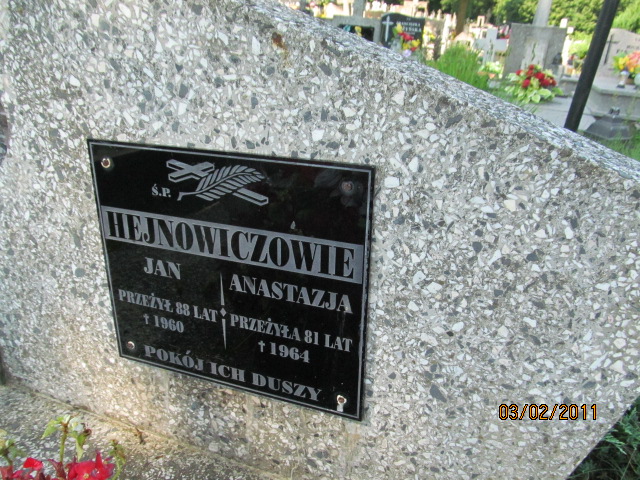 Ś.P.
HEJNOWICZOWIE
JAN
PRZEŻYŁ 88 LAT
† 1960
ANASTAZJA
PRZEŻYŁA 81 LAT
† 1964
POKÓJ ICH DUSZY
03/02/2011